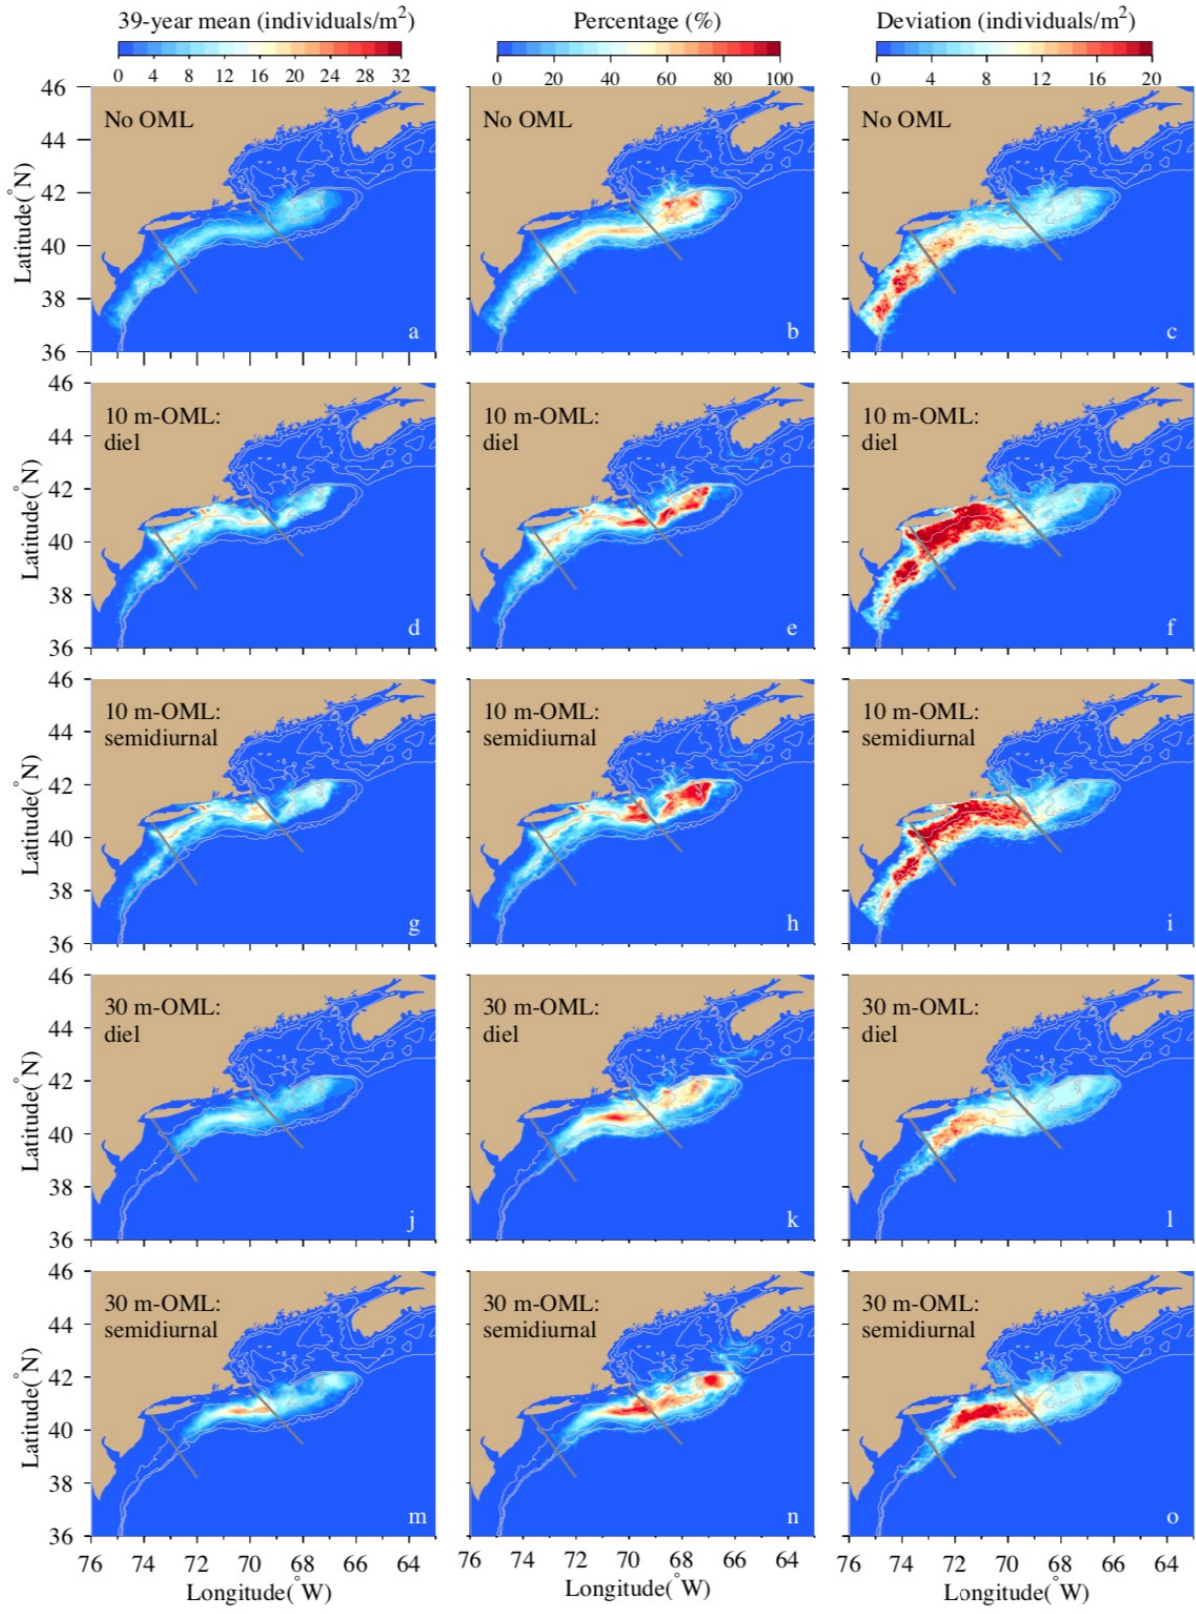 39-year mean (individuals/m²) Percentage (%) Deviation (individuals/m²)
0 4 8 12 16 20 24 28 32 0 20 40 60 80 100 0 4 8 12 16 20
46
44
42
40
38
36
Latitude(°N)
No OML
a
No OML
b
No OML
c
46
44
42
40
38
36
Latitude(°N)
10 m-OML:
diel
d
10 m-OML:
diel
e
10 m-OML:
diel
f
46
44
42
40
38
36
Latitude(°N)
10 m-OML:
semidiurnal
g
10 m-OML:
semidiurnal
h
10 m-OML:
semidiurnal
i
46
44
42
40
38
36
Latitude(°N)
30 m-OML:
diel
j
30 m-OML:
diel
k
30 m-OML:
diel
l
46
44
42
40
38
36
Latitude(°N)
30 m-OML:
semidiurnal
m
30 m-OML:
semidiurnal
n
30 m-OML:
semidiurnal
o
76 74 72 70 68 66 64 76 74 72 70 68 66 64 76 74 72 70 68 66 64
Longitude(°W) Longitude(°W) Longitude(°W)